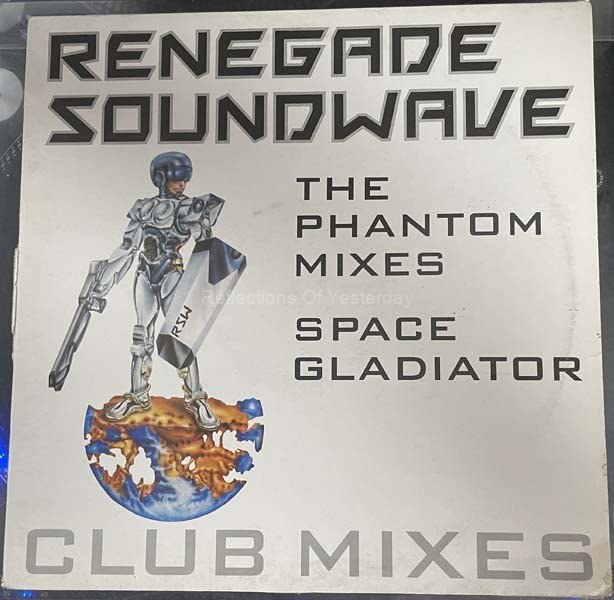 RENEGADE
SOUNDWAVE
THE
PHANTOM
MIXES
Reflections Of Yesterday
SPACE
GLADIATOR
RSW
CLUB MIXES